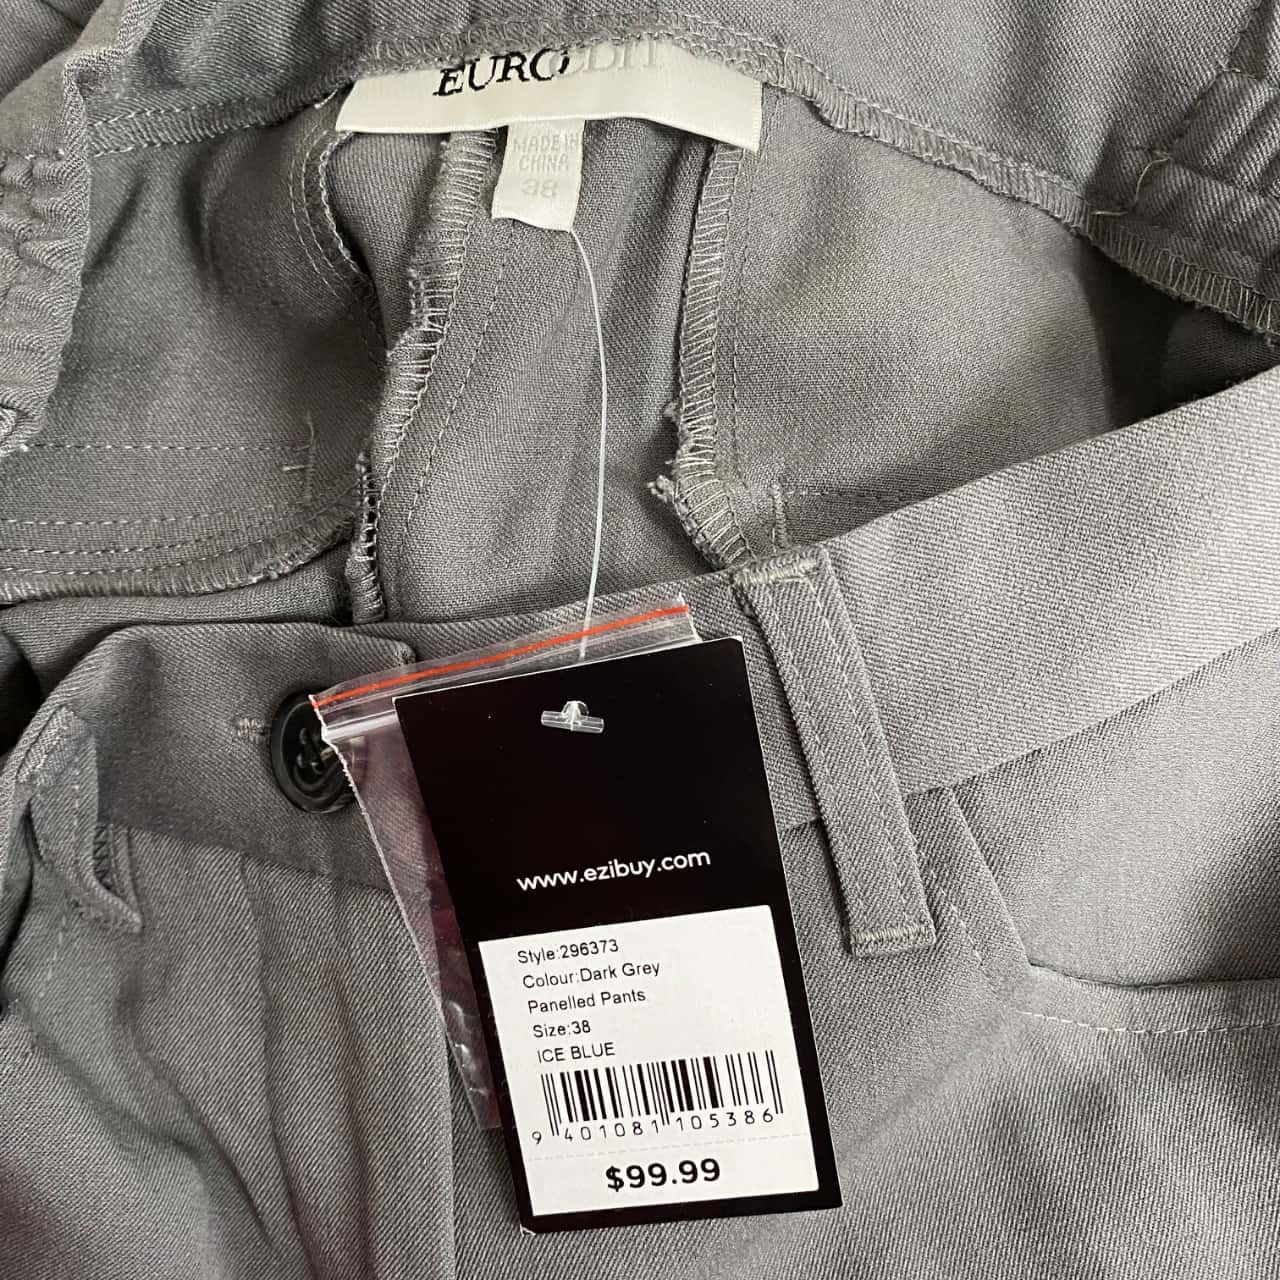 EUROEDIT
MADE IN
CHINA
38
www.ezibuy.com
Style:296373
Colour:Dark Grey
Panelled Pants
Size:38
ICE BLUE
9 401081 105386
$99.99